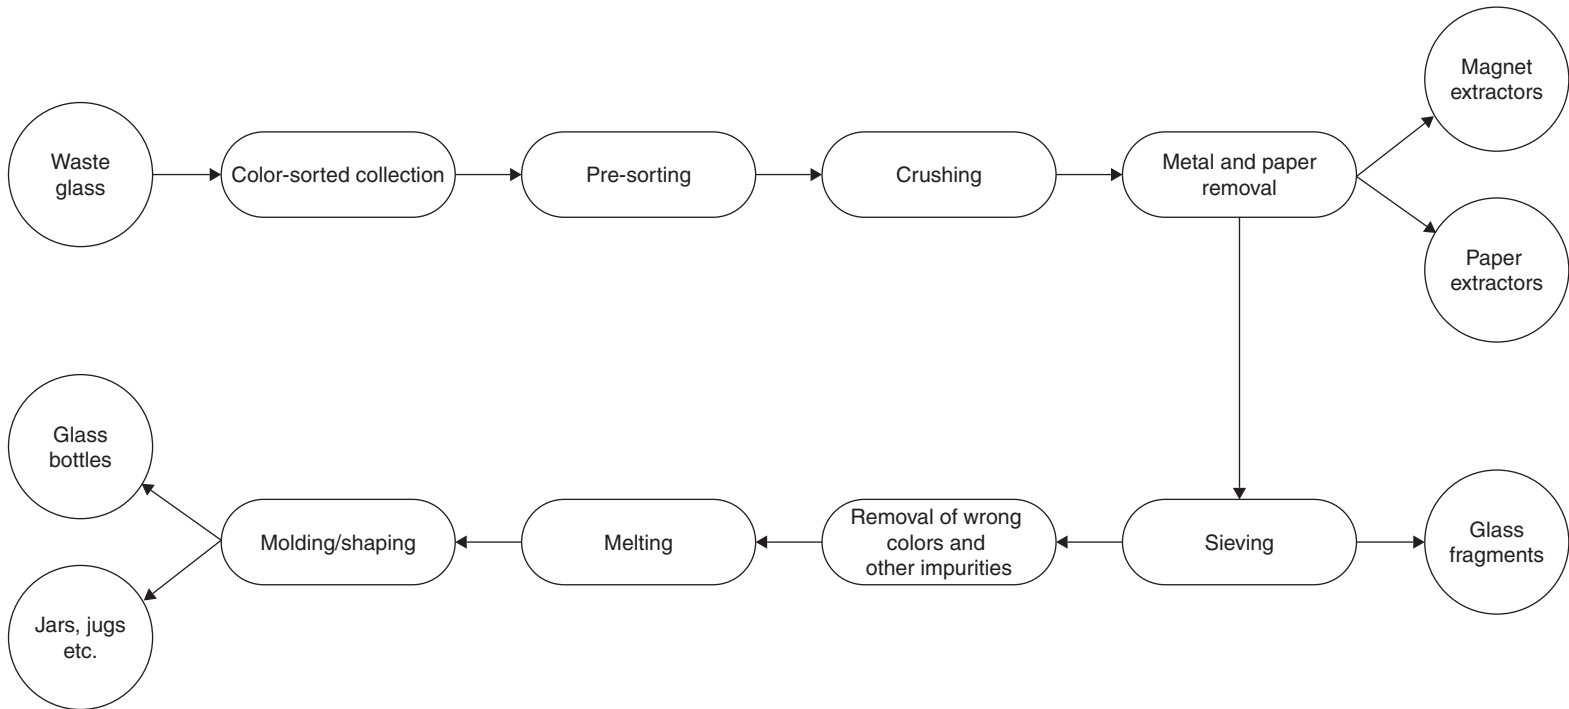 Waste
glass
Color-sorted collection
Pre-sorting
Crushing
Metal and paper
removal
Magnet
extractors
Paper
extractors
Glass
bottles
Jars, jugs
etc.
Molding/shaping
Melting
Removal of wrong
colors and
other impurities
Sieving
Glass
fragments